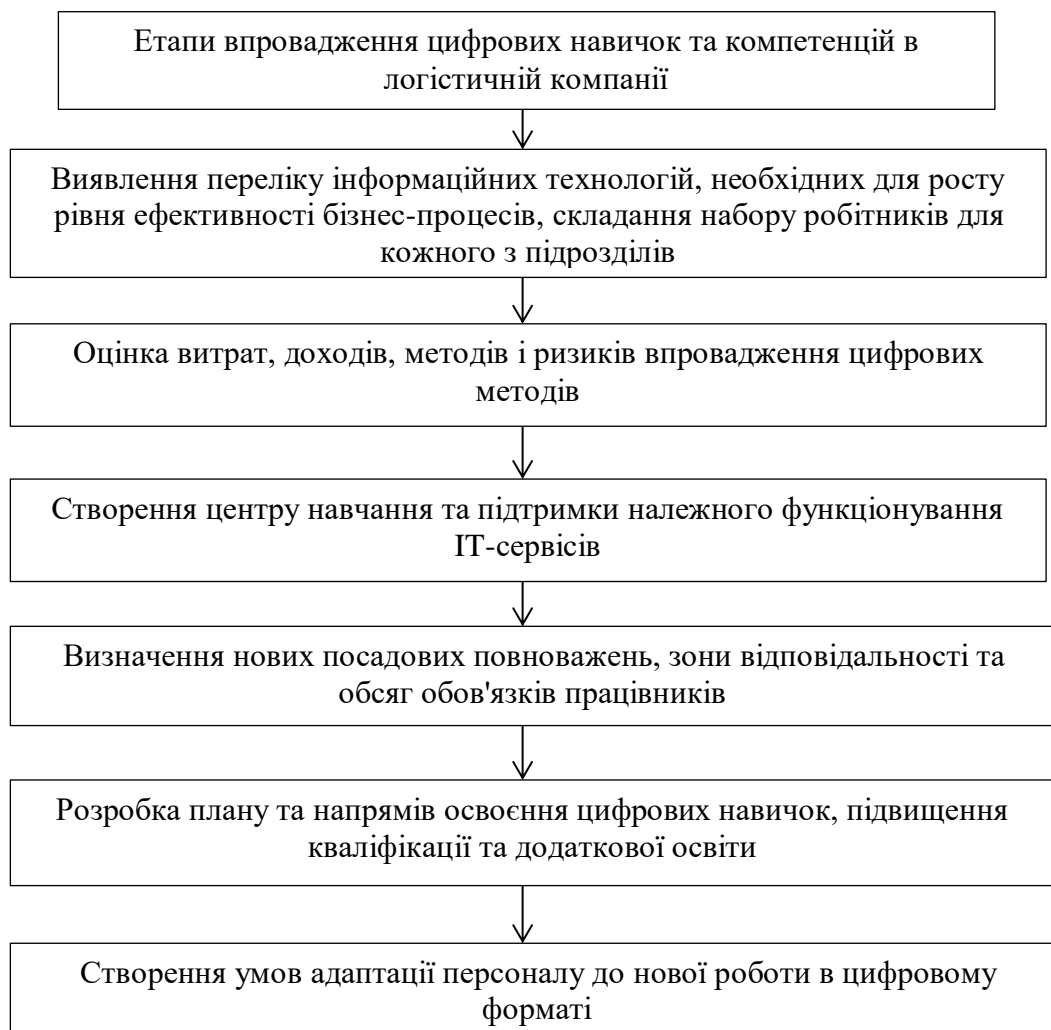 Етапи впровадження цифрових навичок та компетенцій в
логістичній компанії
Виявлення переліку інформаційних технологій, необхідних для росту
рівня ефективності бізнес-процесів, складання набору робітників для
кожного з підрозділів
Оцінка витрат, доходів, методів і ризиків впровадження цифрових
методів
Створення центру навчання та підтримки належного функціонування
ІТ-сервісів
Визначення нових посадових повноважень, зони відповідальності та
обсяг обов'язків працівників
Розробка плану та напрямів освоєння цифрових навичок, підвищення
кваліфікації та додаткової освіти
Створення умов адаптації персоналу до нової роботи в цифровому
форматі